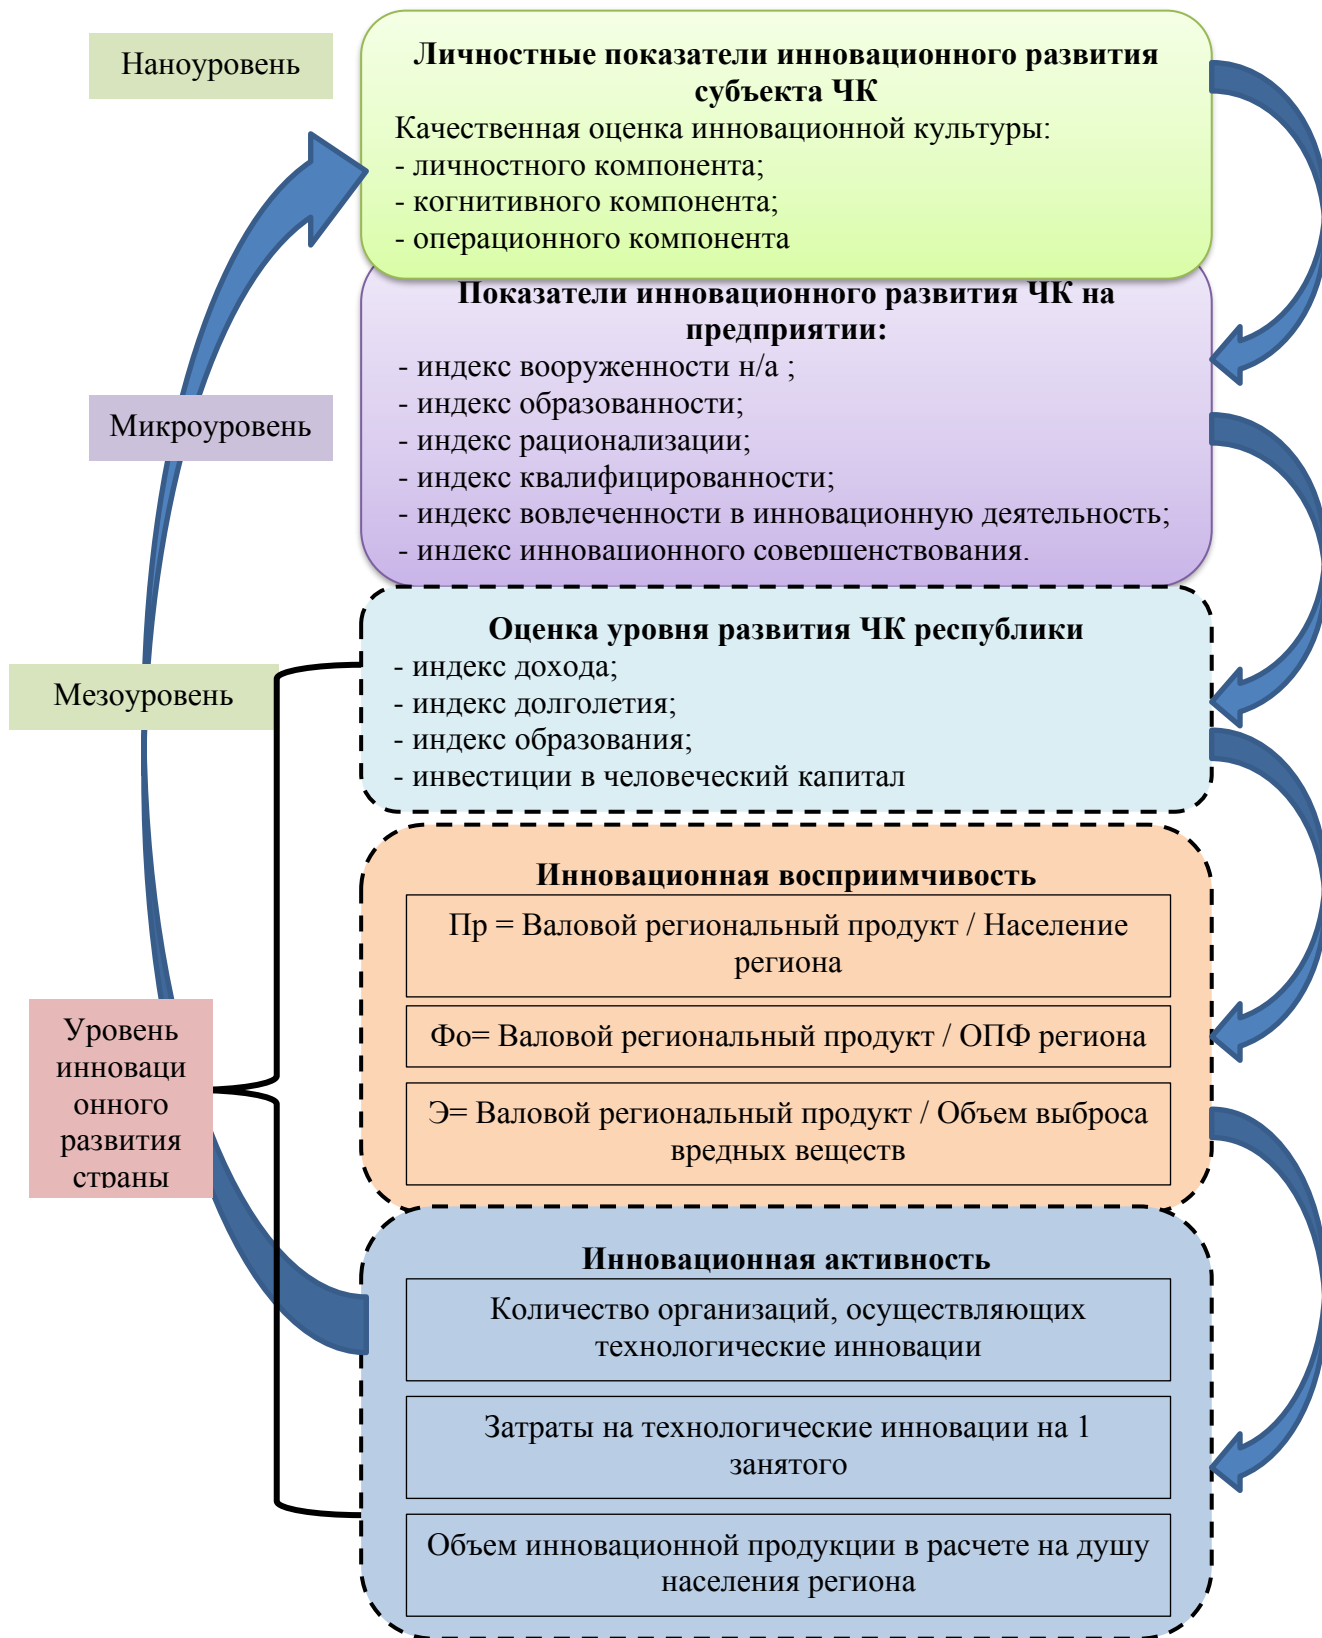 Наноуровень
Личностные показатели инновационного развития
субъекта ЧК
Качественная оценка инновационной культуры:
- личностного компонента;
- когнитивного компонента;
- операционного компонента
Показатели инновационного развития ЧК на
предприятии:
- индекс вооруженности н/а ;
- индекс образованности;
- индекс рационализации;
- индекс квалифицированности;
- индекс вовлеченности в инновационную деятельность;
- индекс инновационного совершенствования.
Микроуровень
Оценка уровня развития ЧК республики
- индекс дохода;
- индекс долголетия;
- индекс образования;
- инвестиции в человеческий капитал
Мезоуровень
Инновационная восприимчивость
Пр = Валовой региональный продукт / Население
региона
Фо= Валовой региональный продукт / ОПФ региона
Э= Валовой региональный продукт / Объем выброса
вредных веществ
Уровень
инноваци
онного
развития
страны
Инновационная активность
Количество организаций, осуществляющих
технологические инновации
Затраты на технологические инновации на 1
занятого
Объем инновационной продукции в расчете на душу
населения региона